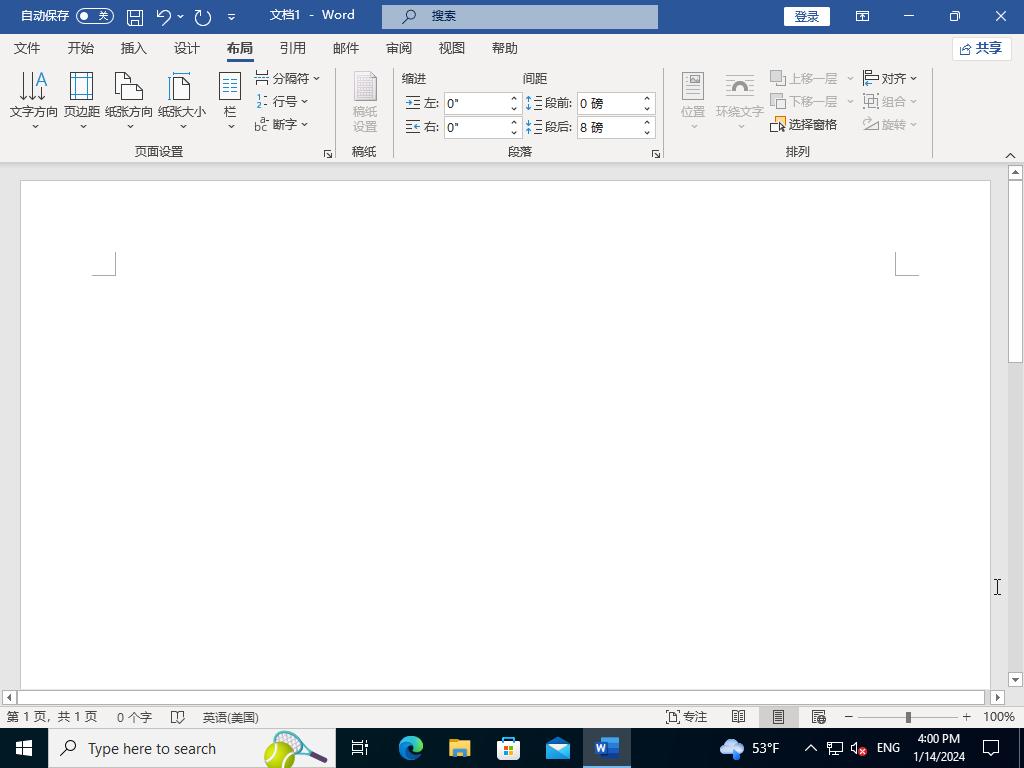 自动保存 关 文档1 - Word 搜索 登录
文件 开始 插入 设计 布局 引用 邮件 审阅 视图 帮助 共享
文字方向 页边距 纸张方向 纸张大小 栏
分隔符
行号
断字
页面设置
稿纸
设置
稿纸
缩进 间距
左: 0" 段前: 0 磅
右: 0" 段后: 8 磅
段落
位置 环绕文字
上移一层 对齐
下移一层 组合
选择窗格 旋转
排列
第 1 页, 共 1 页 0 个字 英语(美国) 专注 100%
Type here to search 53°F ENG
4:00 PM
1/14/2024